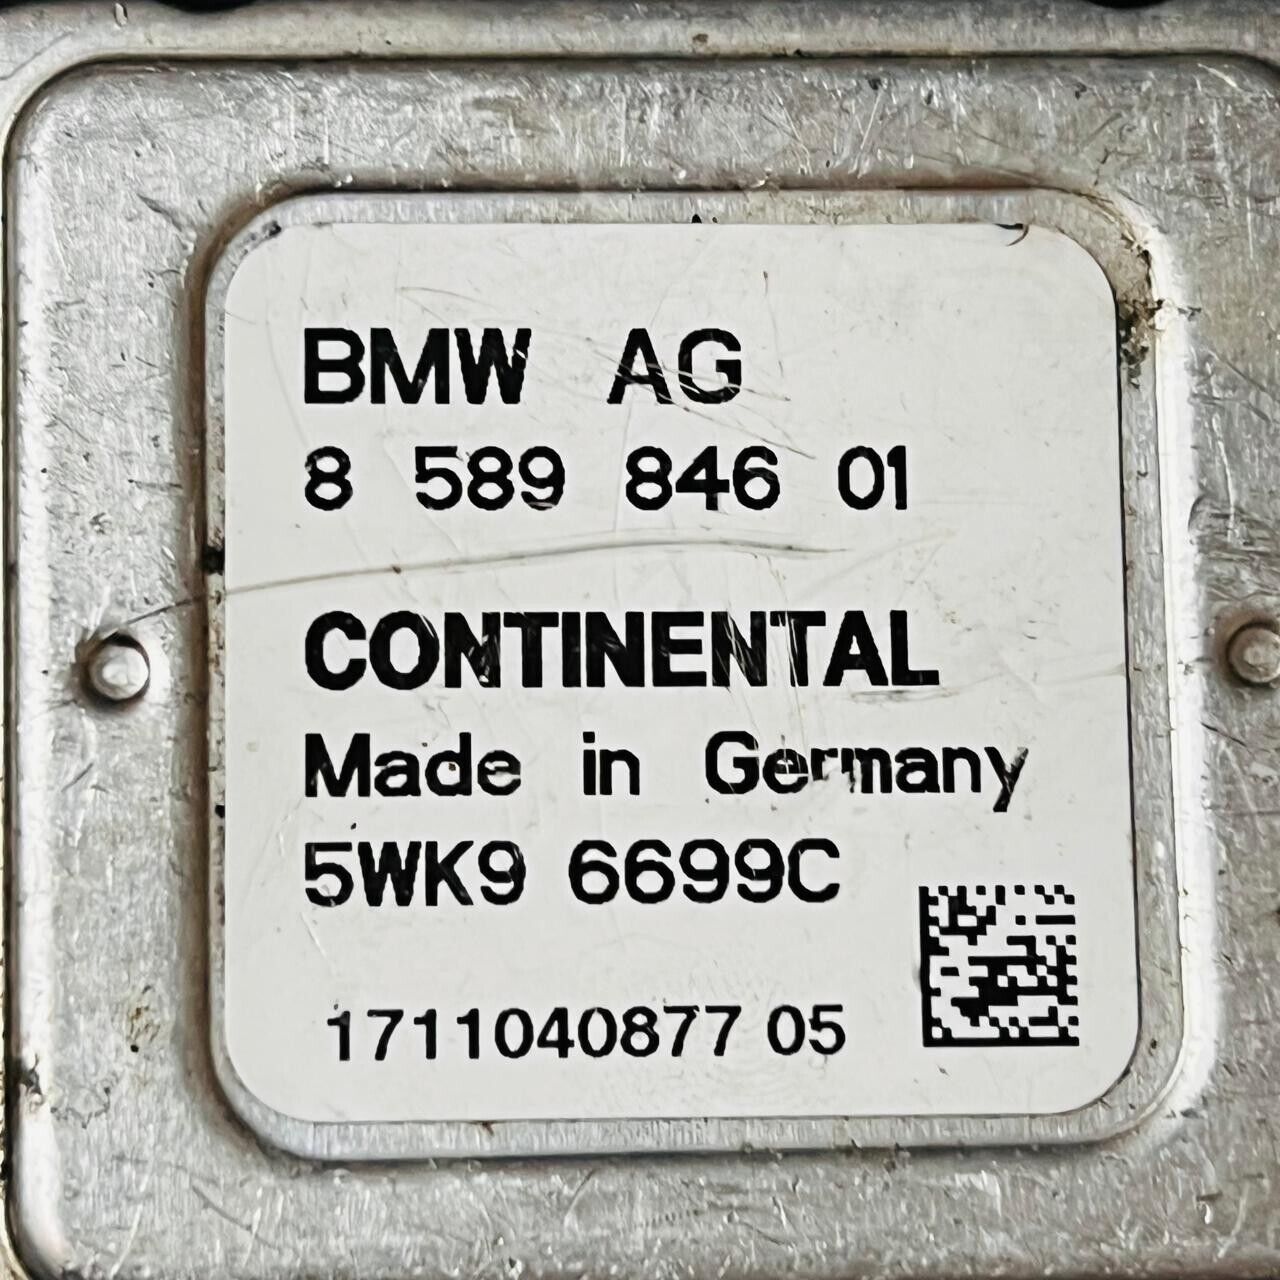 BMW AG
8 589 846 01
CONTINENTAL
Made in Germany
5WK9 6699C
1711040877 05